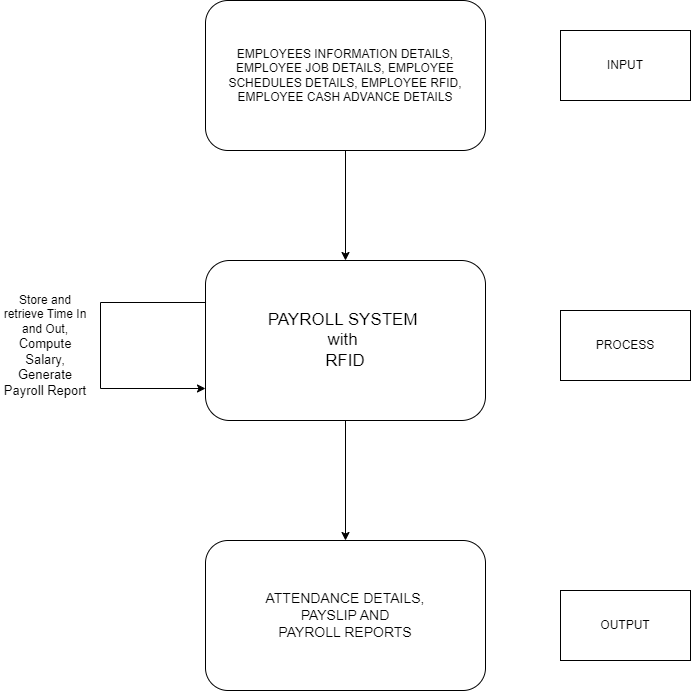 EMPLOYEES INFORMATION DETAILS,
EMPLOYEE JOB DETAILS, EMPLOYEE
SCHEDULES DETAILS, EMPLOYEE RFID,
EMPLOYEE CASH ADVANCE DETAILS
INPUT
Store and
retrieve Time In
and Out,
Compute
Salary,
Generate
Payroll Report
PAYROLL SYSTEM
with
RFID
PROCESS
ATTENDANCE DETAILS,
PAYSLIP AND
PAYROLL REPORTS
OUTPUT